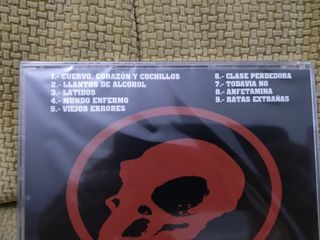 1.- CUERVO, CORAZÓN Y CUCHILLOS
2.- LLANTOS DE ALCOHOL
3.- LATIDOS
4.- MUNDO ENFERMO
5.- VIEJOS ERRORES
6.- CLASE PERDEDORA
7.- TODAVIA NO
8.- ANFETAMINA
9.- RATAS EXTRAÑAS